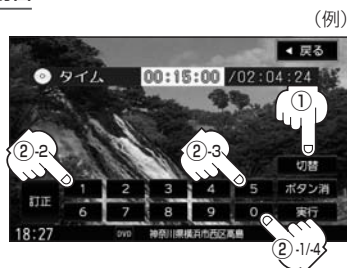 (例)
◀ 戻る
タイム 00:15:00 /02:04:24
①
②-2 ②-3
切替
訂正 1 2 3 4 5 ボタン消
6 7 8 9 0 実行
18:27 DVD 神奈川県横浜市西区高島
②-1/4